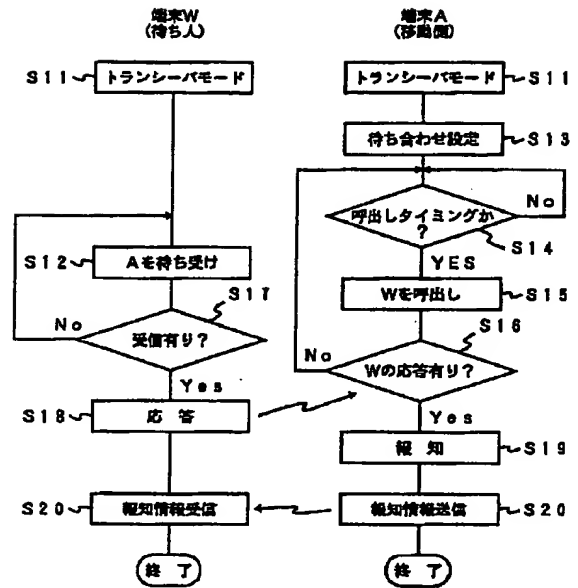 端末W
(待ち人)
端末A
(移動側)
S11
トランシーバモード
トランシーバモード
S11
待ち合わせ設定
S13
呼出しタイミングか
?
No
S14
YES
S12
Aを待ち受け
Wを呼出し
S15
S17
S16
受信有り?
No
Wの応答有り?
No
Yes
Yes
S18
応 答
報 知
S19
S20
報知情報受信
報知情報送信
S20
終 了
終 了